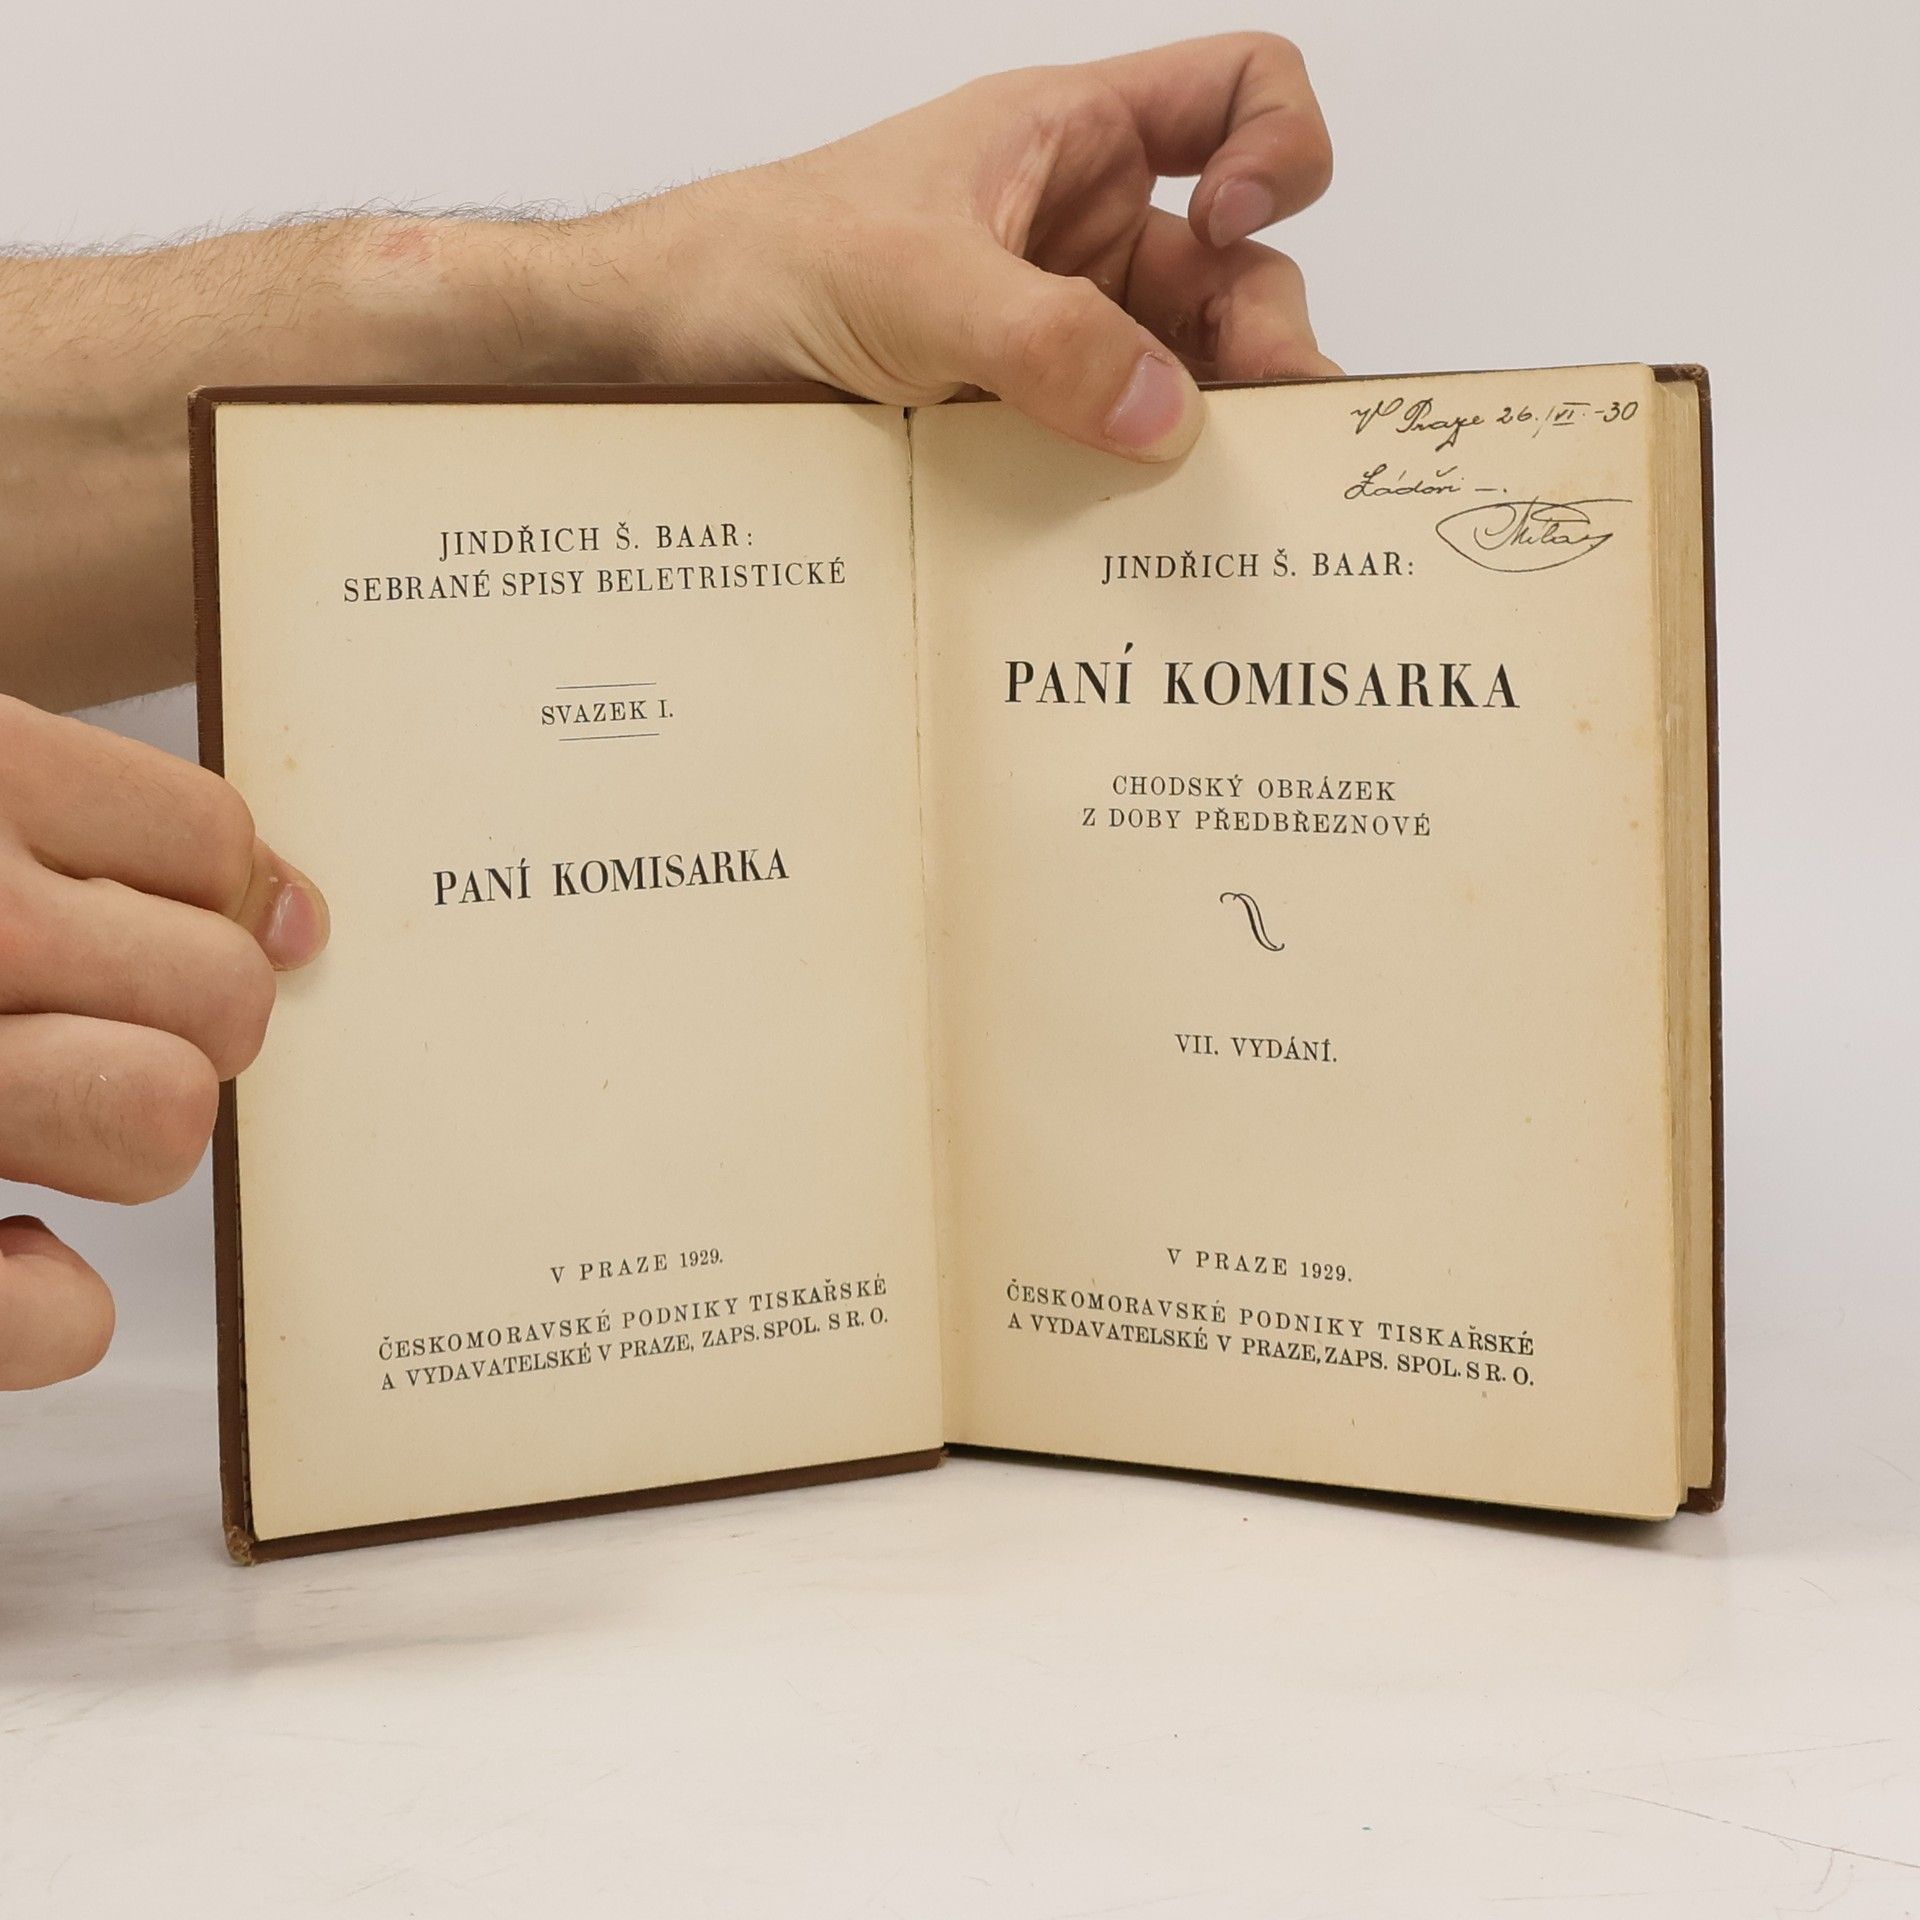 JINDŘICH Š. BAAR:
SEBRANÉ SPISY BELETRISTICKÉ
SVAZEK I.
PANÍ KOMISARKA
V PRAZE 1929.
ČESKOMORAVSKÉ PODNIKY TISKAŘSKÉ
A VYDAVATELSKÉ V PRAZE, ZAPS. SPOL. S R. O.
V Praze 26./VI.-30
JINDŘICH Š. BAAR:
PANÍ KOMISARKA
CHODSKÝ OBRÁZEK
Z DOBY PŘEDBŘEZNOVÉ
VII. VYDÁNÍ.
V PRAZE 1929.
ČESKOMORAVSKÉ PODNIKY TISKAŘSKÉ
A VYDAVATELSKÉ V PRAZE, ZAPS. SPOL. S R. O.